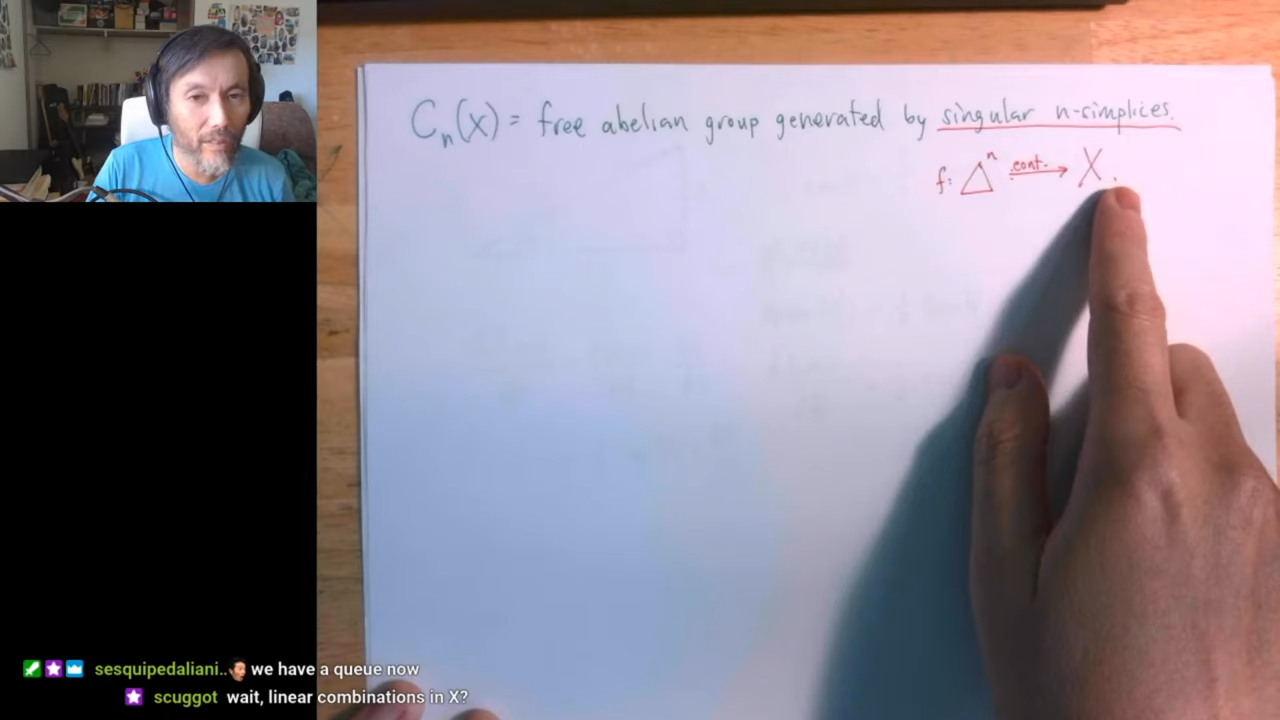 Cₙ(X) = free abelian group generated by singular n-simplices.
f: Δⁿ cont. → X.
sesquipedaliani.. we have a queue now
scuggot wait, linear combinations in X?